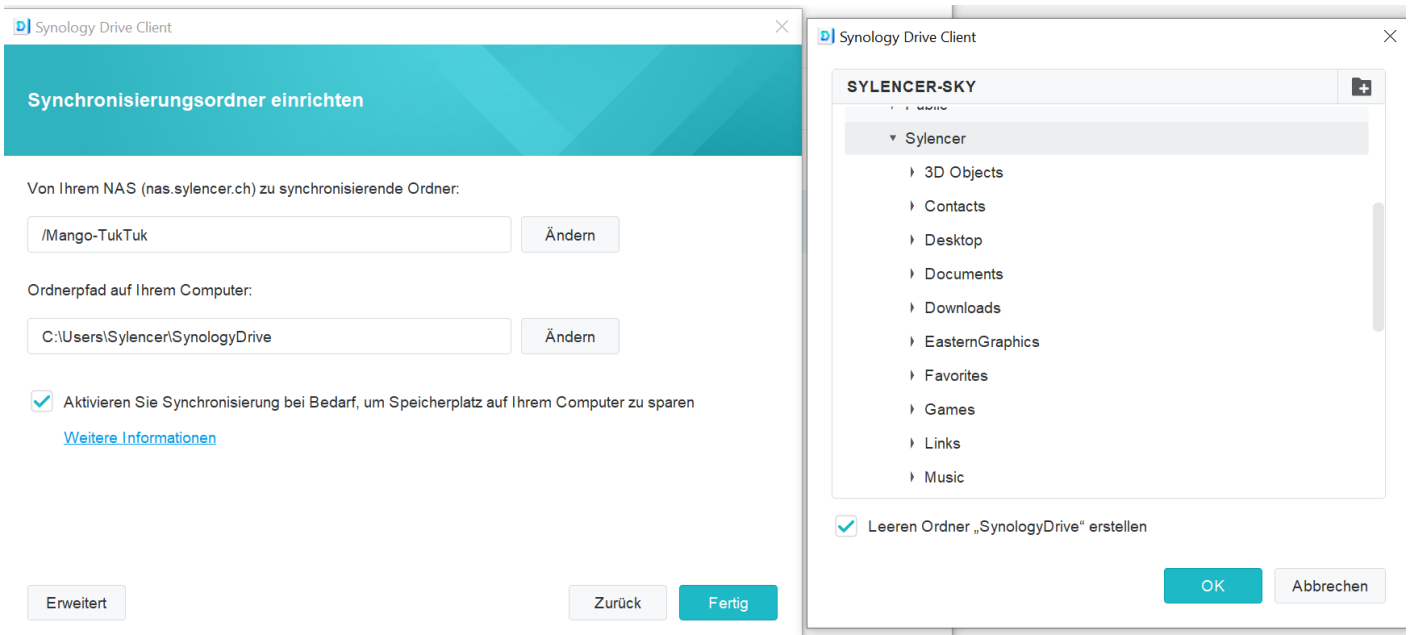 Synology Drive Client
Synchronisierungsordner einrichten
Von Ihrem NAS (nas.sylencer.ch) zu synchronisierende Ordner:
/Mango-TukTuk
Ändern
Ordnerpfad auf Ihrem Computer:
C:\Users\Sylencer\SynologyDrive
Ändern
Aktivieren Sie Synchronisierung bei Bedarf, um Speicherplatz auf Ihrem Computer zu sparen
Weitere Informationen
Erweitert
Zurück
Fertig
Synology Drive Client
SYLENCER-SKY
Public
Sylencer
3D Objects
Contacts
Desktop
Documents
Downloads
EasternGraphics
Favorites
Games
Links
Music
Leeren Ordner „SynologyDrive“ erstellen
OK
Abbrechen